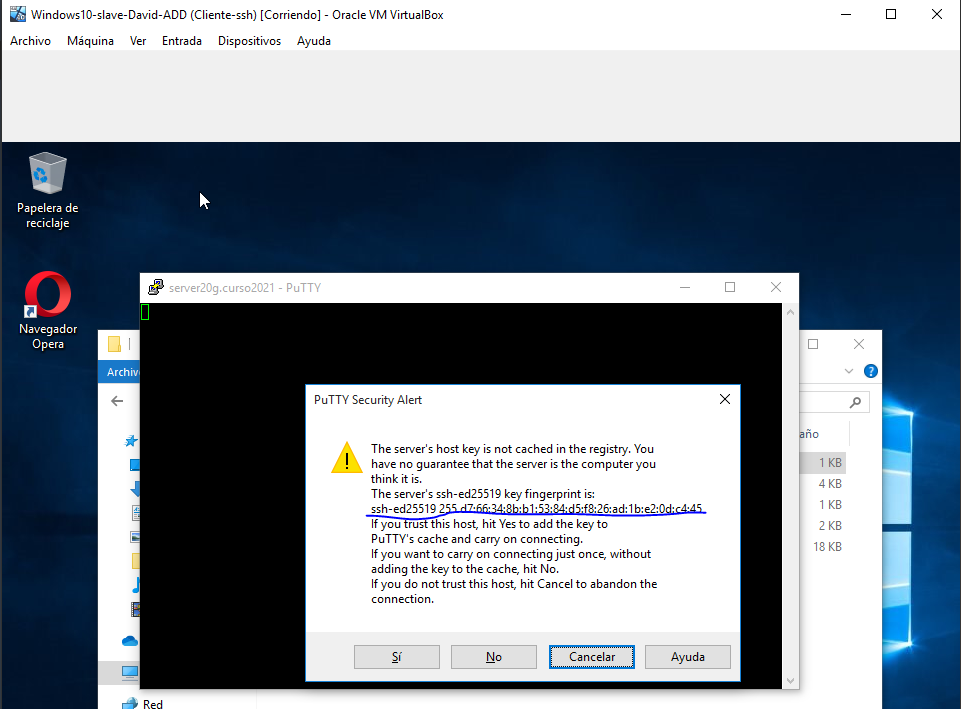 Windows10-slave-David-ADD (Cliente-ssh) [Corriendo] - Oracle VM VirtualBox
Archivo Máquina Ver Entrada Dispositivos Ayuda
Papelera de
reciclaje
server20g.curso2021 - PuTTY
Navegador
Opera
Archiv
PuTTY Security Alert
The server's host key is not cached in the registry. You
have no guarantee that the server is the computer you
think it is.
The server's ssh-ed25519 key fingerprint is:
ssh-ed25519 255 d7:66:34:8b:b1:53:84:d5:f8:26:ad:1b:e2:0d:c4:45
If you trust this host, hit Yes to add the key to
PuTTY's cache and carry on connecting.
If you want to carry on connecting just once, without
adding the key to the cache, hit No.
If you do not trust this host, hit Cancel to abandon the
connection.
Sí No Cancelar Ayuda
año
1 KB
4 KB
1 KB
2 KB
18 KB
Red